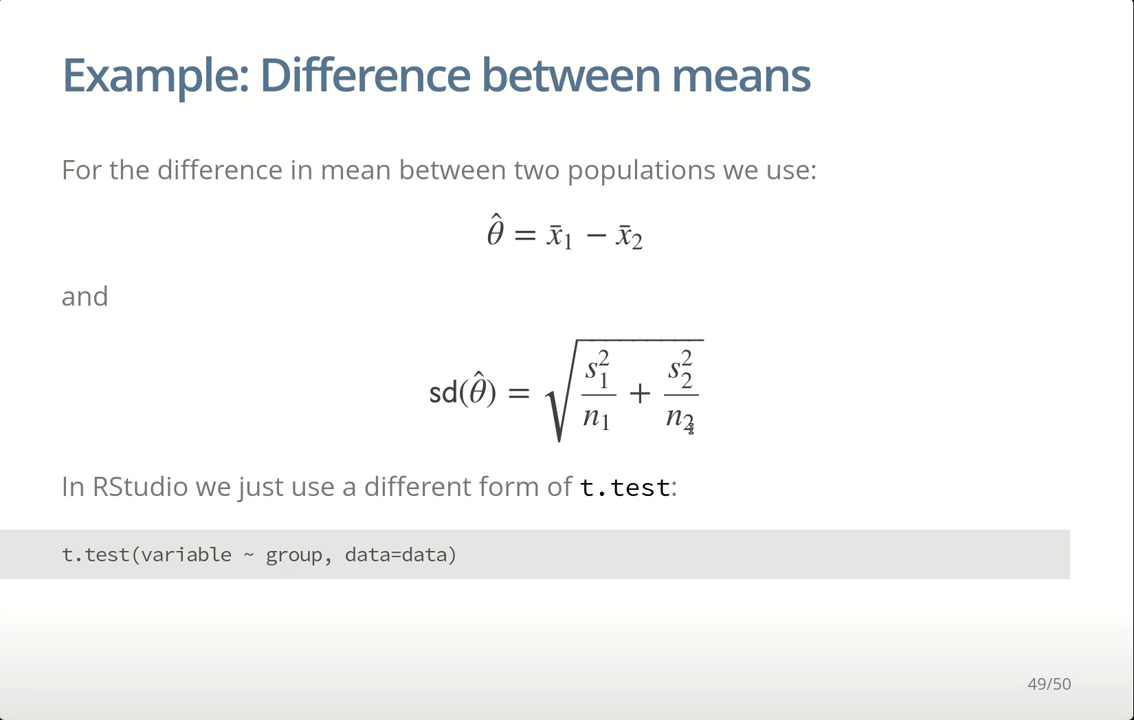 Example: Difference between means
For the difference in mean between two populations we use:
θ̂ = x̄₁ − x̄₂
and
sd(θ̂) = √(s₁²/n₁ + s₂²/n₂)
In RStudio we just use a different form of t.test:
t.test(variable ~ group, data=data)
49/50